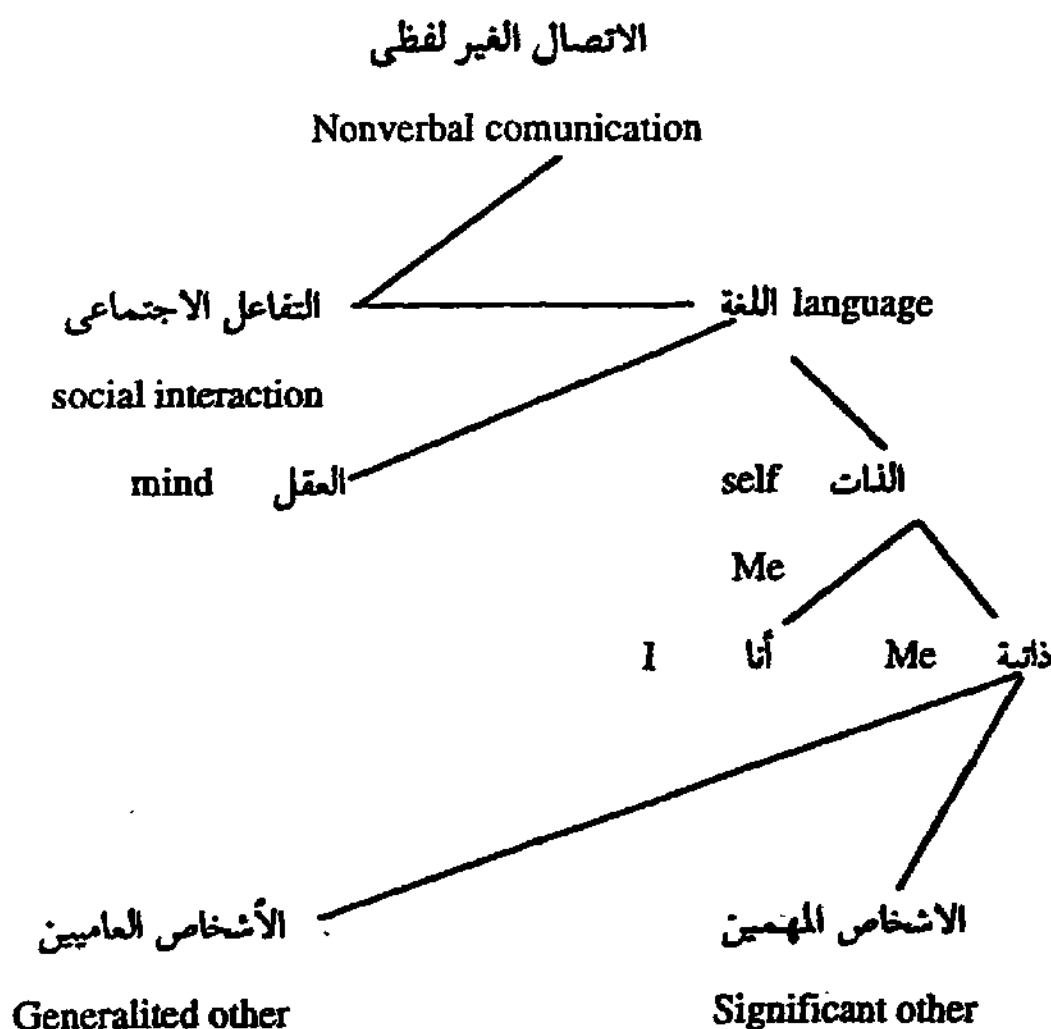 الاتصال الغير لفظى
Nonverbal comunication
التفاعل الاجتماعى
اللغة language
social interaction
mind العقل
self الذات
Me
I أنا Me ذاتية
الأشخاص العاميين
الاشخاص المهمين
Generalited other
Significant other